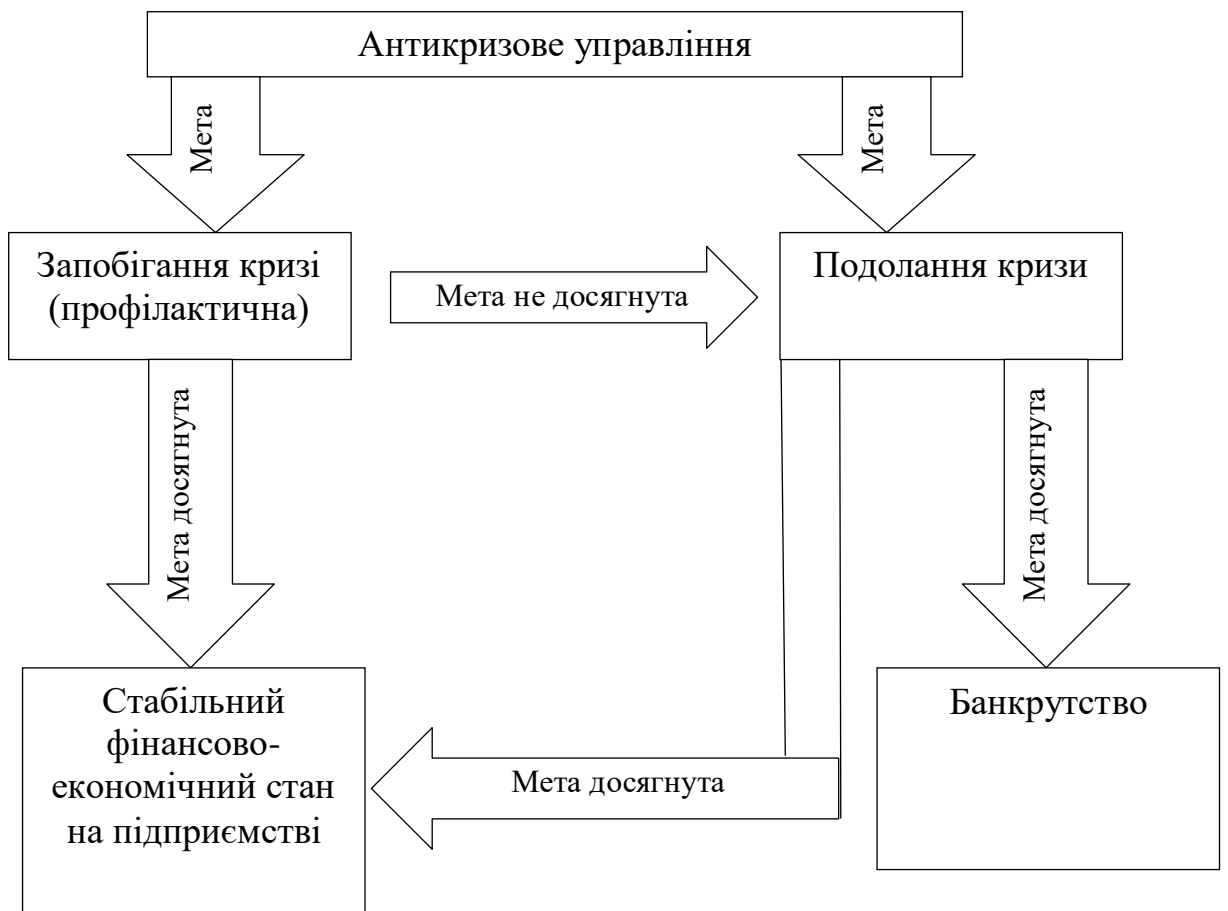 Антикризове управління
Мета
Мета
Запобігання кризі
(профілактична)
Мета не досягнута
Подолання кризи
Мета досягнута
Мета досягнута
Стабільний
фінансово-
економічний стан
на підприємстві
Мета досягнута
Банкрутство